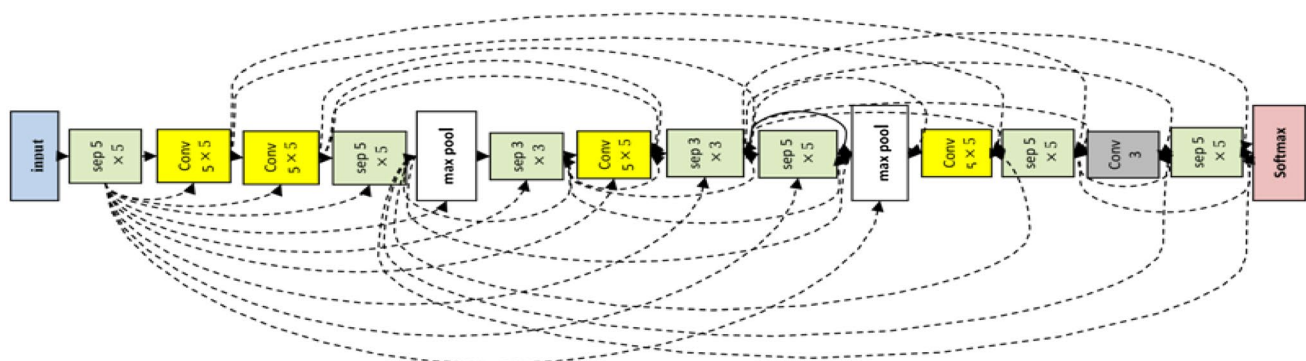 input
sep 5
× 5
Conv
5 × 5
Conv
5 × 5
sep 5
× 5
max pool
sep 3
× 3
Conv
5 × 5
sep 3
× 3
sep 5
× 5
max pool
Conv
5 × 5
sep 5
× 5
Conv
3
sep 5
× 5
Softmax